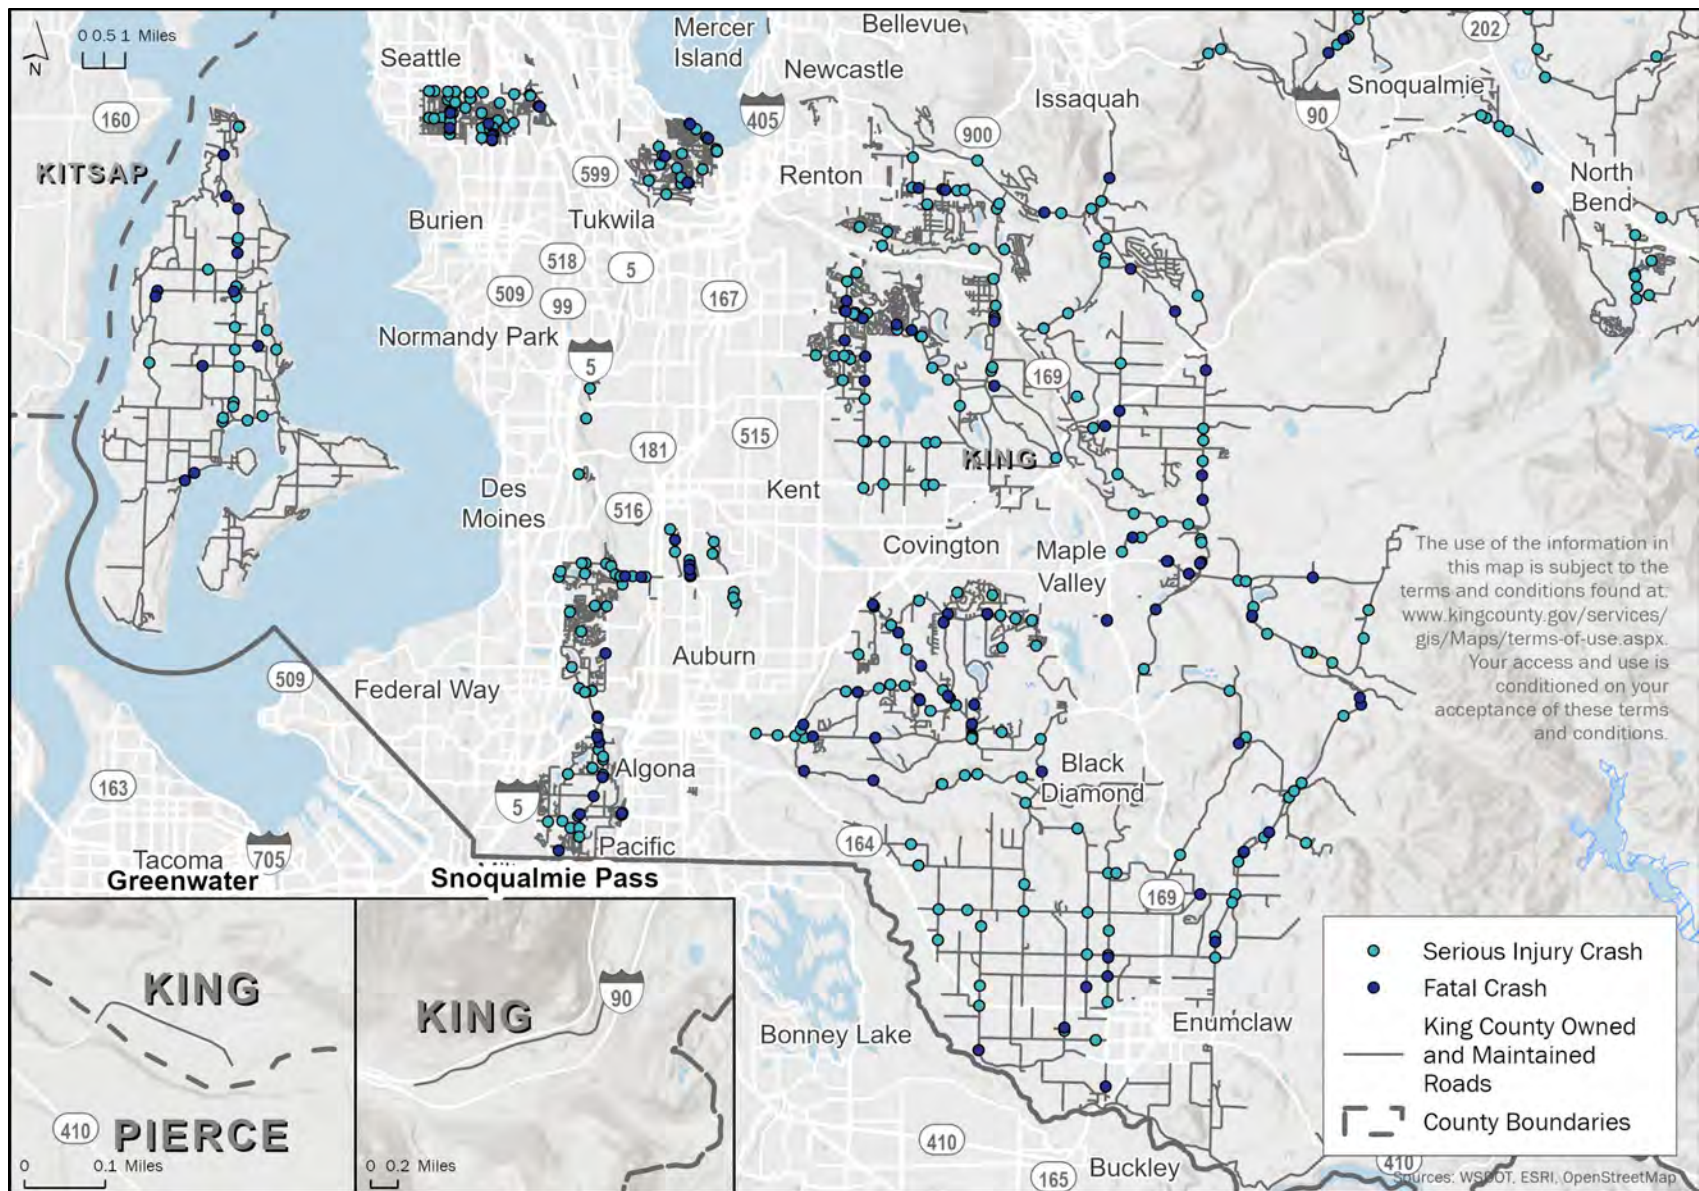 0 0.5 1 Miles
N
Seattle
Mercer
Island
Bellevue
202
Newcastle
Snoqualmie
Issaquah
90
160
405
900
KITSAP
599
Renton
North
Bend
Burien
Tukwila
518
5
509
99
167
Normandy Park
5
169
181
515
KING
Des
Moines
Kent
516
Covington
Maple
Valley
The use of the information in
this map is subject to the
terms and conditions found at:
www.kingcounty.gov/services/
gis/Maps/terms-of-use.aspx.
Your access and use is
conditioned on your
acceptance of these terms
and conditions.
Auburn
509
Federal Way
Algona
Black
Diamond
163
5
164
Pacific
705
Tacoma
Greenwater
Snoqualmie Pass
169
KING
PIERCE
410
0 0.1 Miles
KING
90
0 0.2 Miles
Bonney Lake
Enumclaw
410
165
Buckley
410
Serious Injury Crash
Fatal Crash
King County Owned
and Maintained
Roads
County Boundaries
Sources: WSDOT, ESRI, OpenStreetMap